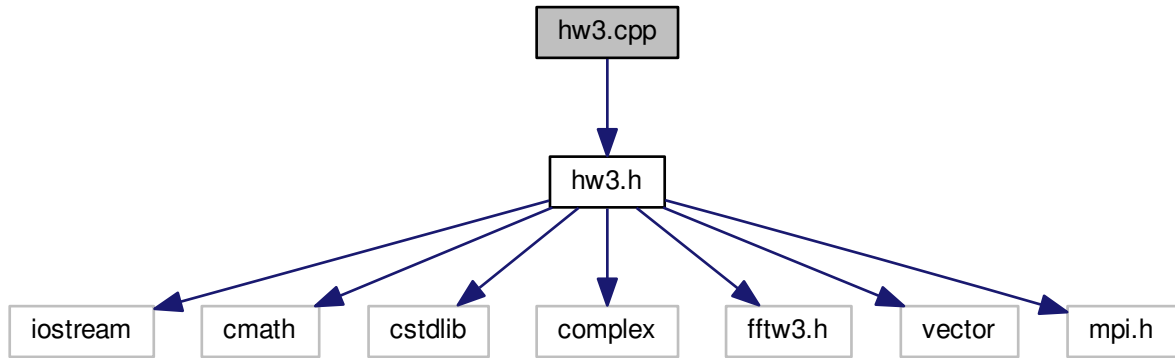 hw3.cpp
hw3.h
iostream
cmath
cstdlib
complex
fftw3.h
vector
mpi.h